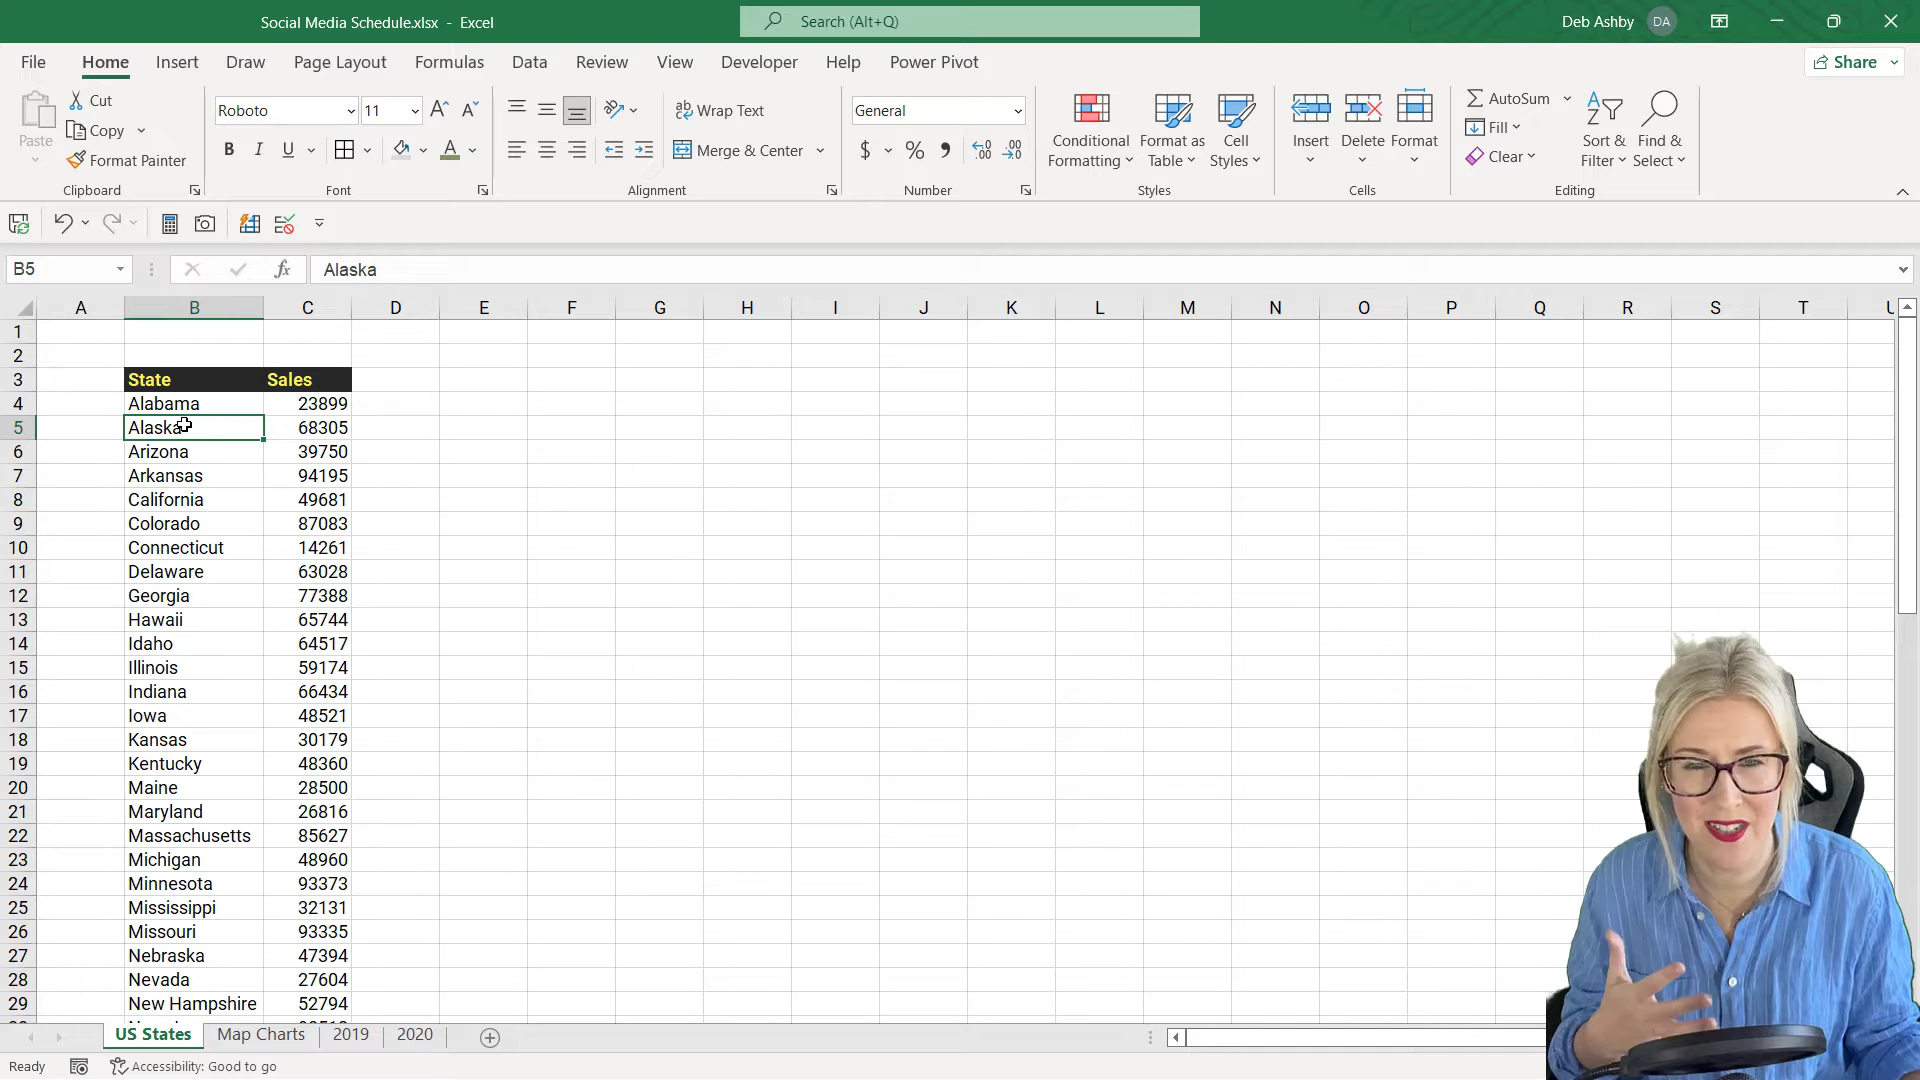 Social Media Schedule.xlsx - Excel
Search (Alt+Q)
Deb Ashby DA
File Home Insert Draw Page Layout Formulas Data Review View Developer Help Power Pivot
Share
Paste
Cut
Copy
Format Painter
Clipboard
Roboto 11
B I U A
Font
Wrap Text
Merge & Center
Alignment
General
$ % ,
Number
Conditional Formatting
Format as Table
Cell Styles
Styles
Insert Delete Format
Cells
AutoSum
Fill
Clear
Sort & Filter
Find & Select
Editing
B5 fx Alaska
A B C D E F G H I J K L M N O P Q R S T
1
2
3 State Sales
4 Alabama 23899
5 Alaska 68305
6 Arizona 39750
7 Arkansas 94195
8 California 49681
9 Colorado 87083
10 Connecticut 14261
11 Delaware 63028
12 Georgia 77388
13 Hawaii 65744
14 Idaho 64517
15 Illinois 59174
16 Indiana 66434
17 Iowa 48521
18 Kansas 30179
19 Kentucky 48360
20 Maine 28500
21 Maryland 26816
22 Massachusetts 85627
23 Michigan 48960
24 Minnesota 93373
25 Mississippi 32131
26 Missouri 93335
27 Nebraska 47394
28 Nevada 27604
29 New Hampshire 52794
US States Map Charts 2019 2020
Ready Accessibility: Good to go